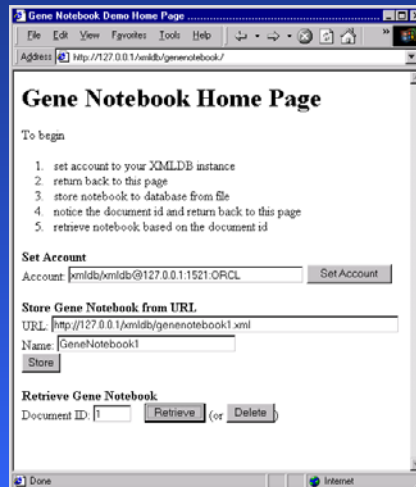 Gene Notebook Demo Home Page ...
File Edit View Favorites Tools Help »
Address http://127.0.0.1/xmldb/genenotebook/
Gene Notebook Home Page
To begin
1. set account to your XMLDB instance
2. return back to this page
3. store notebook to database from file
4. notice the document id and return back to this page
5. retrieve notebook based on the document id
Set Account
Account: xmldb/xmldb@127.0.0.1:1521:ORCL Set Account
Store Gene Notebook from URL
URL: http://127.0.0.1/xmldb/genenotebook1.xml
Name: GeneNotebook1
Store
Retrieve Gene Notebook
Document ID: 1 Retrieve (or Delete)
Done Internet